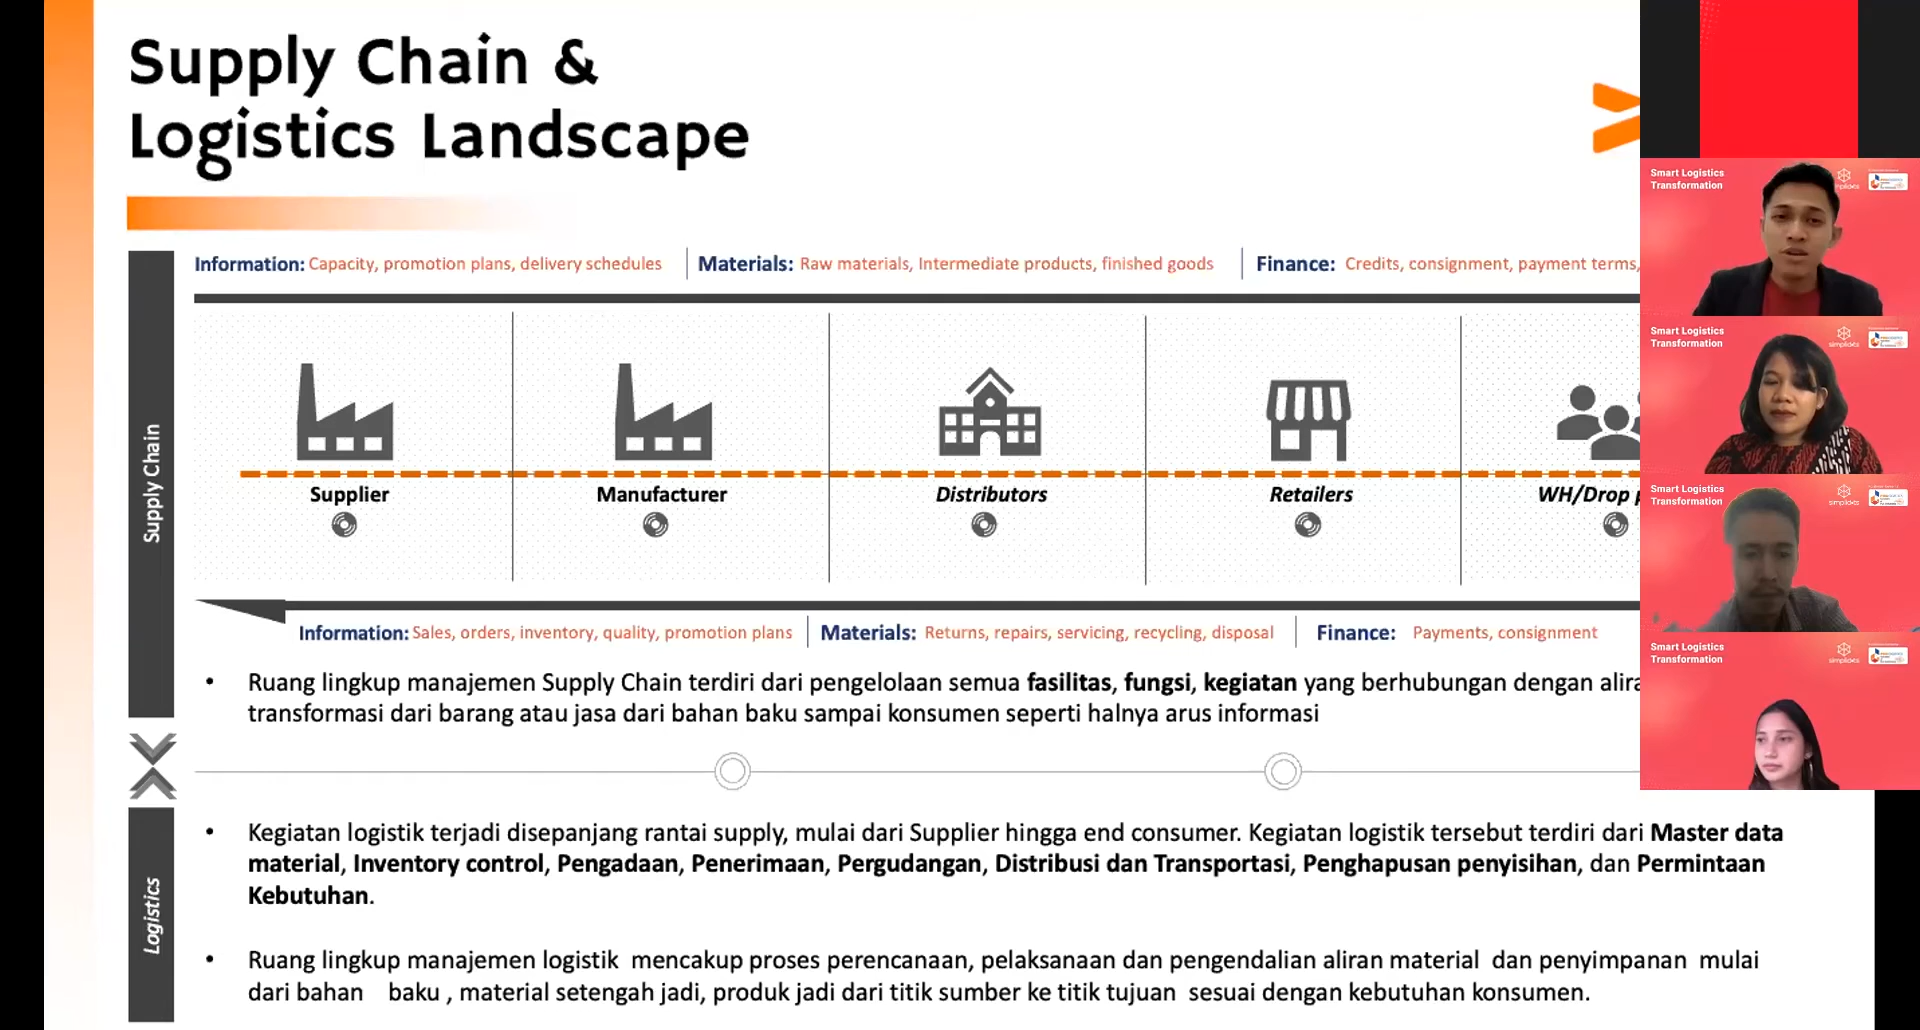 Supply Chain &
Logistics Landscape
Supply Chain
Information: Capacity, promotion plans, delivery schedules
Materials: Raw materials, Intermediate products, finished goods
Finance: Credits, consignment, payment terms,
Supplier
Manufacturer
Distributors
Retailers
WH/Drop
Information: Sales, orders, inventory, quality, promotion plans
Materials: Returns, repairs, servicing, recycling, disposal
Finance: Payments, consignment
• Ruang lingkup manajemen Supply Chain terdiri dari pengelolaan semua fasilitas, fungsi, kegiatan yang berhubungan dengan
transformasi dari barang atau jasa dari bahan baku sampai konsumen seperti halnya arus informasi
Logistics
• Kegiatan logistik terjadi disepanjang rantai supply, mulai dari Supplier hingga end consumer. Kegiatan logistik tersebut terdiri dari Master data
material, Inventory control, Pengadaan, Penerimaan, Pergudangan, Distribusi dan Transportasi, Penghapusan penyisihan, dan Permintaan
Kebutuhan.
• Ruang lingkup manajemen logistik mencakup proses perencanaan, pelaksanaan dan pengendalian aliran material dan penyimpanan mulai
dari bahan baku , material setengah jadi, produk jadi dari titik sumber ke titik tujuan sesuai dengan kebutuhan konsumen.
Smart Logistics
Transformation
Smart Logistics
Transformation
Smart Logistics
Transformation
Smart Logistics
Transformation